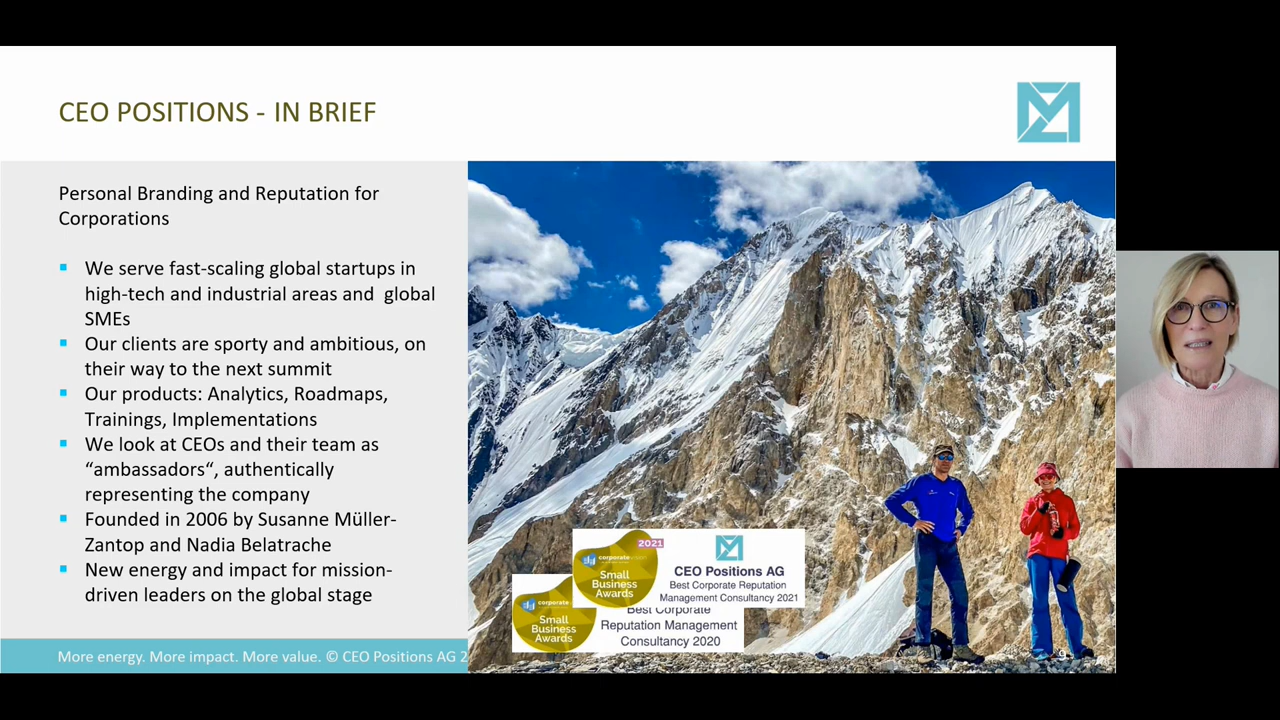 CEO POSITIONS - IN BRIEF
Personal Branding and Reputation for
Corporations
We serve fast-scaling global startups in
high-tech and industrial areas and  global
SMEs
Our clients are sporty and ambitious, on
their way to the next summit
Our products: Analytics, Roadmaps,
Trainings, Implementations
We look at CEOs and their team as
“ambassadors“, authentically
representing the company
Founded in 2006 by Susanne Müller-
Zantop and Nadia Belatrache
New energy and impact for mission-
driven leaders on the global stage
2021
corporatevision
Small
Business
Awards
CEO Positions AG
Best Corporate Reputation
Management Consultancy 2021
corporate
Small
Business
Awards
Best Corporate
Reputation Management
Consultancy 2020
More energy. More impact. More value. © CEO Positions AG 2
9